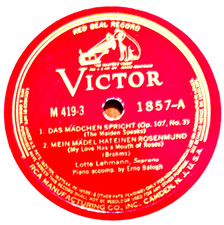 RED SEAL RECORD
VICTOR
M 419-3 1857-A
1. DAS MÄDCHEN SPRICHT (Op. 107, No. 3)
(The Maiden Speaks)
2. MEIN MÄDEL HAT EINEN ROSENMUND
(My Love Has a Mouth of Roses)
(Brahms)
Lotte Lehmann, Soprano
Piano accomp. by Erno Balogh
RCA MANUFACTURING CO., INC. CAMDEN, N.J., U.S.A.